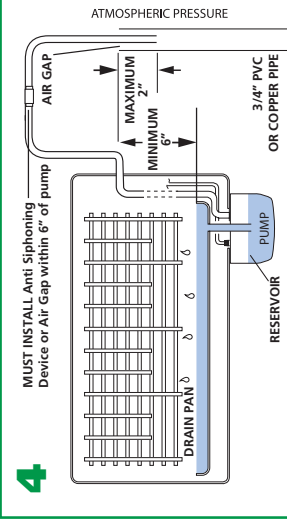 4
MUST INSTALL Anti Siphoning
Device or Air Gap within 6" of pump
AIR GAP
ATMOSPHERIC PRESSURE
MAXIMUM
2"
MINIMUM
6"
3/4" PVC
OR COPPER PIPE
DRAIN PAN
PUMP
RESERVOIR